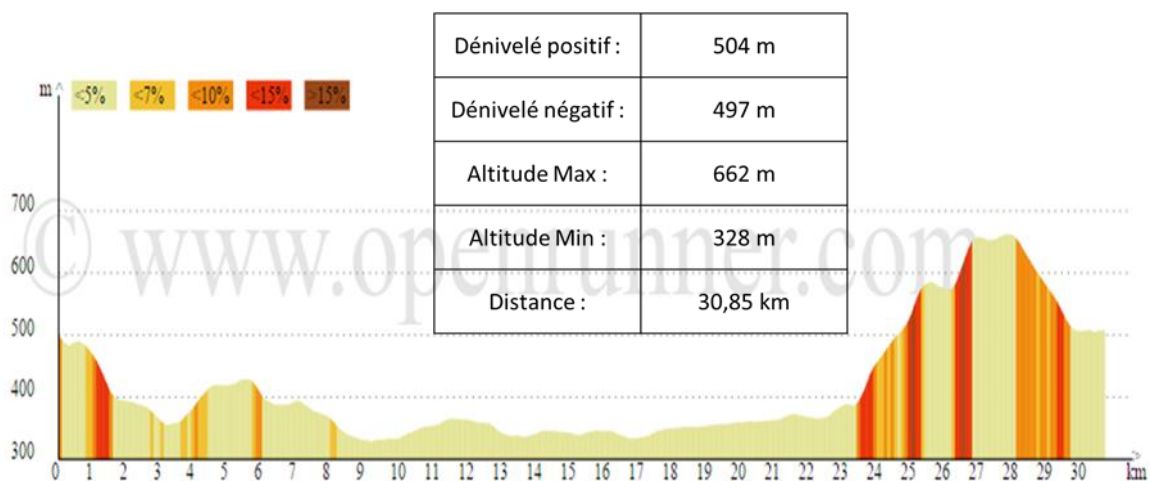 Dénivelé positif : 504 m
Dénivelé négatif : 497 m
Altitude Max : 662 m
Altitude Min : 328 m
Distance : 30,85 km
m ^ <5% <7% <10% <15% >15%
700
600
500
400
300
© www.openrunner.com
0 1 2 3 4 5 6 7 8 9 10 11 12 13 14 15 16 17 18 19 20 21 22 23 24 25 26 27 28 29 30 km >